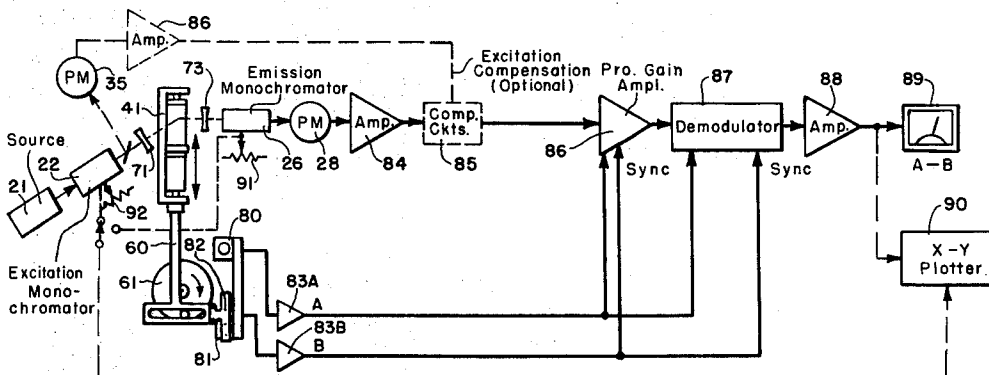 86
Amp.
PM
35
73
Emission
Monochromator
41
71
26
PM
28
Amp.
84
Comp.
Ckts.
85
Excitation
Compensation
(Optional)
Pro. Gain
Ampl.
86
Sync
87
Demodulator
Sync
88
Amp.
89
A-B
90
X-Y
Plotter
Source
22
21
92
91
Excitation
Mono-
chromator
60
61
82
80
81
83A
A
83B
B